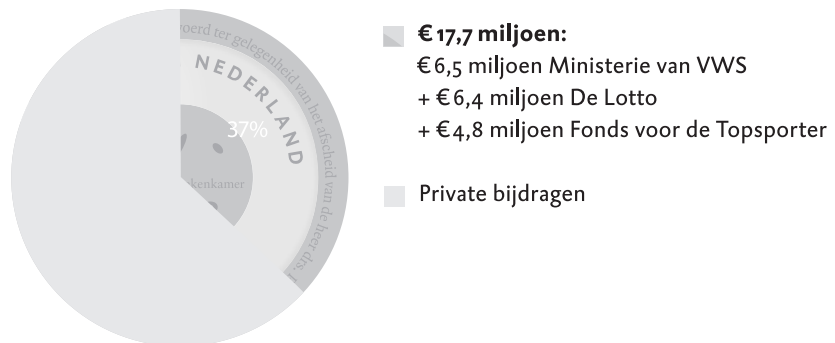 voerd ter gelegenheid van het afscheid van de heer drs.
NEDERLAND
37%
kenkamer
€ 17,7 miljoen:
€ 6,5 miljoen Ministerie van VWS
+ € 6,4 miljoen De Lotto
+ € 4,8 miljoen Fonds voor de Topsporter
Private bijdragen